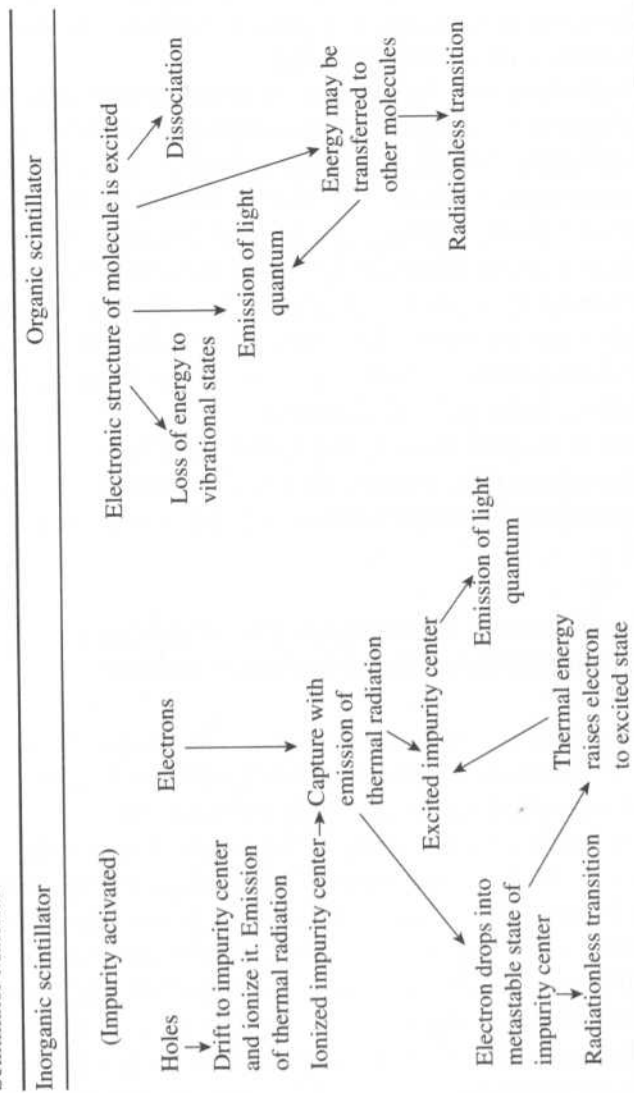 Inorganic scintillator
Organic scintillator
(Impurity activated)
Holes
Electrons
Drift to impurity center
and ionize it. Emission
of thermal radiation
Ionized impurity center
Capture with
emission of
thermal radiation
Excited impurity center
Emission of light
quantum
Electron drops into
metastable state of
impurity center
Thermal energy
raises electron
to excited state
Radiationless transition
Electronic structure of molecule is excited
Loss of energy to
vibrational states
Dissociation
Emission of light
quantum
Energy may be
transferred to
other molecules
Radiationless transition